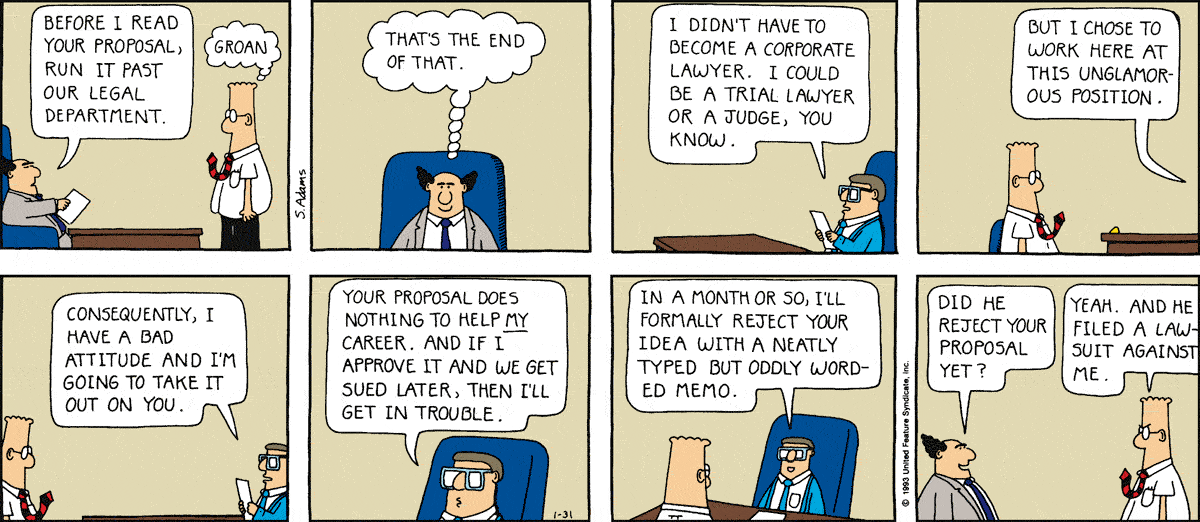 BEFORE I READ
YOUR PROPOSAL,
RUN IT PAST
OUR LEGAL
DEPARTMENT.
GROAN
S. Adams
THAT'S THE END
OF THAT.
I DIDN'T HAVE TO
BECOME A CORPORATE
LAWYER. I COULD
BE A TRIAL LAWYER
OR A JUDGE, YOU
KNOW.
BUT I CHOSE TO
WORK HERE AT
THIS UNGLAMOR-
OUS POSITION.
CONSEQUENTLY, I
HAVE A BAD
ATTITUDE AND I'M
GOING TO TAKE IT
OUT ON YOU.
YOUR PROPOSAL DOES
NOTHING TO HELP MY
CAREER. AND IF I
APPROVE IT AND WE GET
SUED LATER, THEN I'LL
GET IN TROUBLE.
1-31
IN A MONTH OR SO, I'LL
FORMALLY REJECT YOUR
IDEA WITH A NEATLY
TYPED BUT ODDLY WORD-
ED MEMO.
© 1993 United Feature Syndicate, Inc.
DID HE
REJECT YOUR
PROPOSAL
YET?
YEAH. AND HE
FILED A LAW-
SUIT AGAINST
ME.